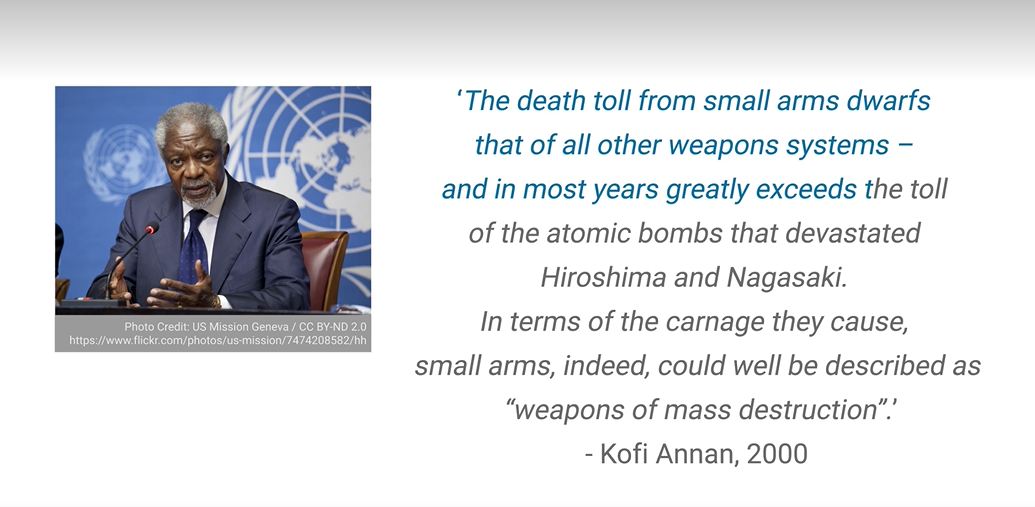 Photo Credit: US Mission Geneva / CC BY-ND 2.0
https://www.flickr.com/photos/us-mission/7474208582/hh
‘The death toll from small arms dwarfs
that of all other weapons systems –
and in most years greatly exceeds the toll
of the atomic bombs that devastated
Hiroshima and Nagasaki.
In terms of the carnage they cause,
small arms, indeed, could well be described as
“weapons of mass destruction”.’
- Kofi Annan, 2000